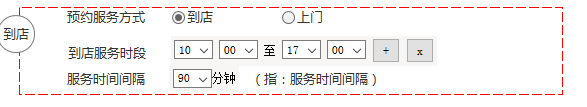 预约服务方式 到店 上门
到店
到店服务时段 10 00 至 17 00 + x
服务时间间隔 90 分钟 （指：服务时间间隔）